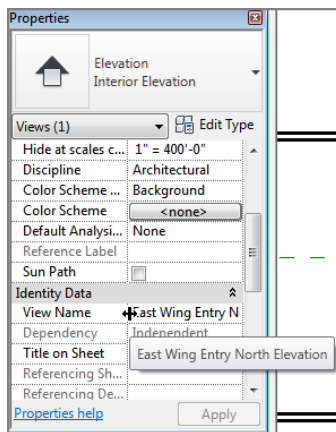 Properties
Elevation
Interior Elevation
Views (1)
Edit Type
Hide at scales c... 1" = 400'-0"
Discipline Architectural
Color Scheme ... Background
Color Scheme <none>
Default Analysi... None
Reference Label
Sun Path
Identity Data
View Name East Wing Entry N
Dependency Independent
Title on Sheet
East Wing Entry North Elevation
Referencing Sh...
Referencing De...
Properties help
Apply